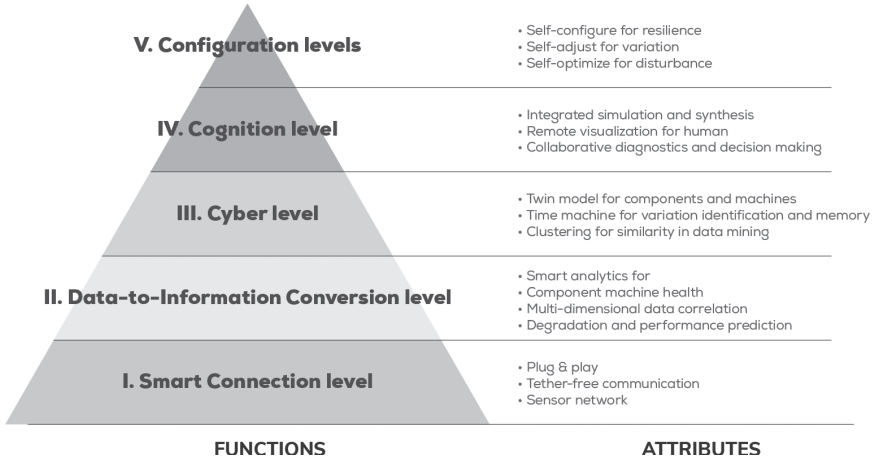 V. Configuration levels
• Self-configure for resilience
• Self-adjust for variation
• Self-optimize for disturbance
IV. Cognition level
• Integrated simulation and synthesis
• Remote visualization for human
• Collaborative diagnostics and decision making
III. Cyber level
• Twin model for components and machines
• Time machine for variation identification and memory
• Clustering for similarity in data mining
II. Data-to-Information Conversion level
• Smart analytics for
• Component machine health
• Multi-dimensional data correlation
• Degradation and performance prediction
I. Smart Connection level
• Plug & play
• Tether-free communication
• Sensor network
FUNCTIONS
ATTRIBUTES